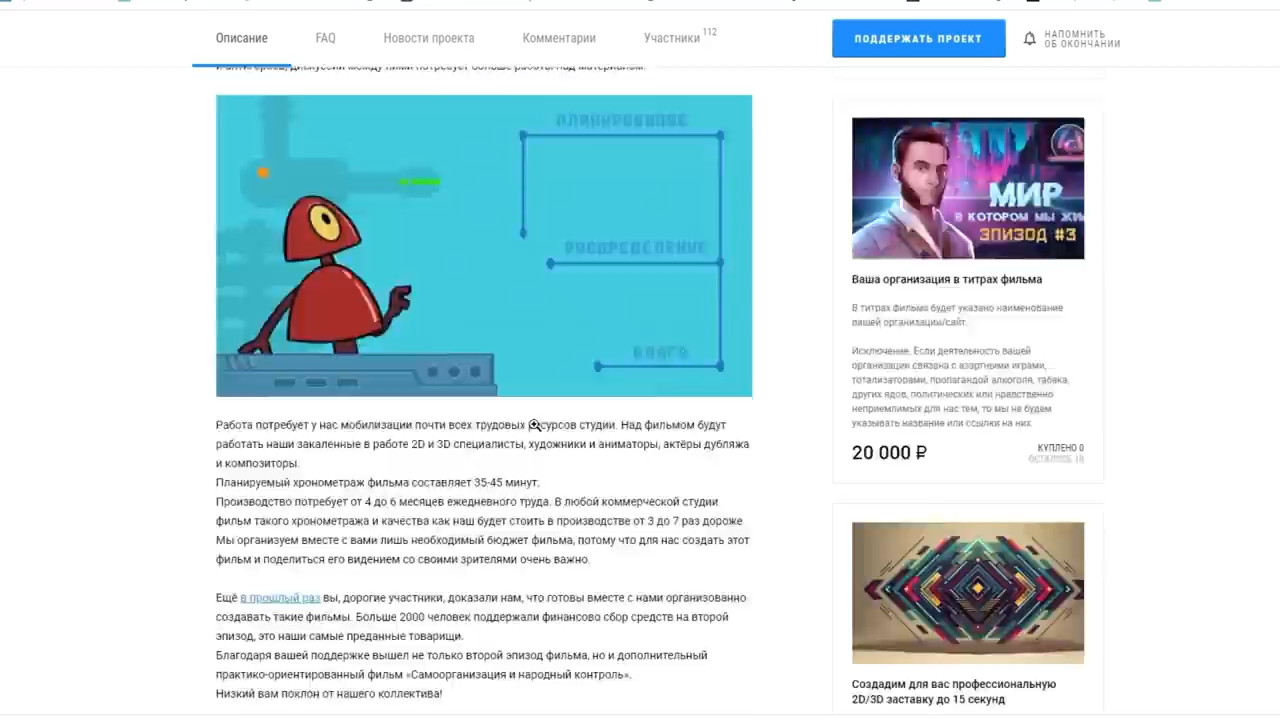 Описание
FAQ
Новости проекта
Комментарии
Участники 112
ПОДДЕРЖАТЬ ПРОЕКТ
НАПОМНИТЬ
ОБ ОКОНЧАНИИ
ПЛАНИРОВАНИЕ
РАСПРЕДЕЛЕНИЕ
БЛАГА
Работа потребует у нас мобилизации почти всех трудовых ресурсов студии. Над фильмом будут
работать наши закаленные в работе 2D и 3D специалисты, художники и аниматоры, актёры дубляжа
и композиторы.
Планируемый хронометраж фильма составляет 35-45 минут.
Производство потребует от 4 до 6 месяцев ежедневного труда. В любой коммерческой студии
фильм такого хронометража и качества как наш будет стоить в производстве от 3 до 7 раз дороже
Мы организуем вместе с вами лишь необходимый бюджет фильма, потому что для нас создать этот
фильм и поделиться его видением со своими зрителями очень важно.
Ещё в прошлый раз вы, дорогие участники, доказали нам, что готовы вместе с нами организованно
создавать такие фильмы. Больше 2000 человек поддержали финансово сбор средств на второй
эпизод, это наши самые преданные товарищи.
Благодаря вашей поддержке вышел не только второй эпизод фильма, но и дополнительный
практико-ориентированный фильм «Самоорганизация и народный контроль».
Низкий вам поклон от нашего коллектива!
МИР
В КОТОРОМ МЫ ЖИ
ЭПИЗОД #3
Ваша организация в титрах фильма
В титрах фильма будет указано наименование
вашей организации/сайт.
Исключение. Если деятельность вашей
организации связана с азартными играми,
тотализаторами, пропагандой алкоголя, табака,
других ядов, политических или нравственно
неприемлимых для нас тем, то мы не будем
указывать название или ссылки на них
20 000 ₽
КУПЛЕНО 0
Создадим для вас профессиональную
2D/3D заставку до 15 секунд